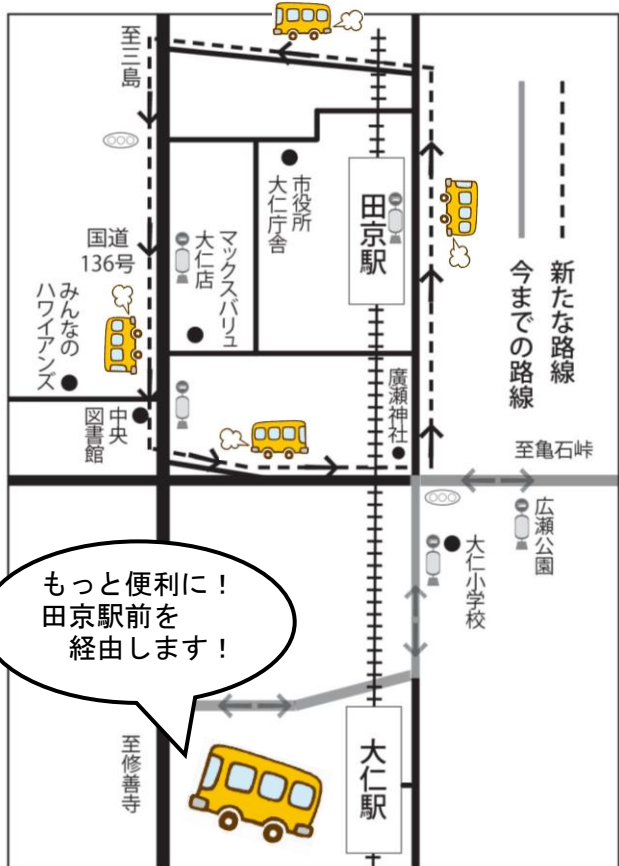 至三島
国道
136号
みんなの
ハワイアンズ
中央
図書館
マックスバリュ
大仁店
市役所
大仁庁舎
田京駅
廣瀬神社
新たな路線
今までの路線
至亀石峠
広瀬公園
大仁小学校
もっと便利に!
田京駅前を
経由します!
至修善寺
大仁駅